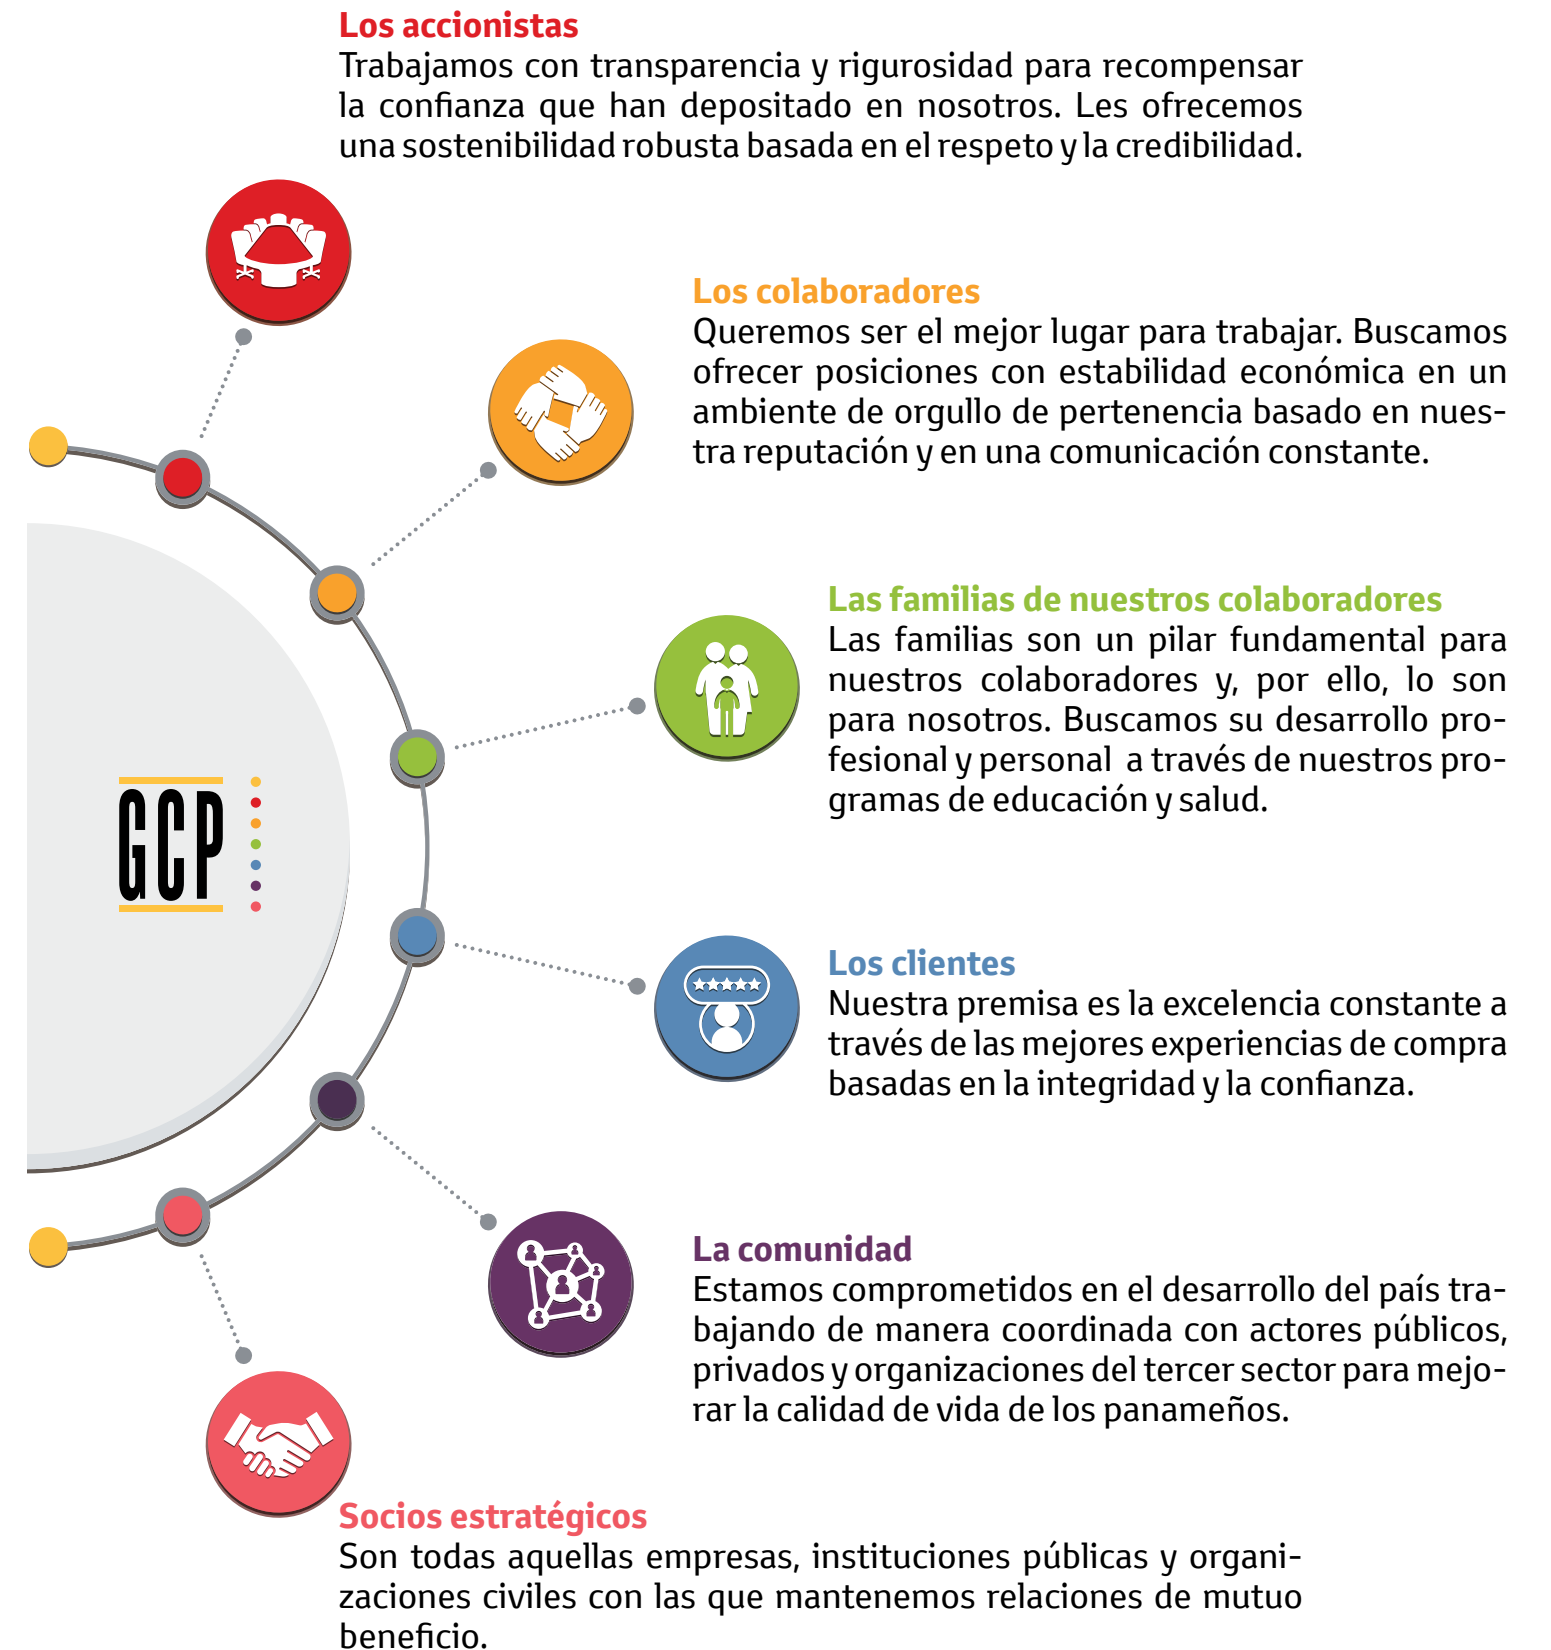 Los accionistas
Trabajamos con transparencia y rigurosidad para recompensar
la confianza que han depositado en nosotros. Les ofrecemos
una sostenibilidad robusta basada en el respeto y la credibilidad.
Los colaboradores
Queremos ser el mejor lugar para trabajar. Buscamos
ofrecer posiciones con estabilidad económica en un
ambiente de orgullo de pertenencia basado en nues-
tra reputación y en una comunicación constante.
Las familias de nuestros colaboradores
Las familias son un pilar fundamental para
nuestros colaboradores y, por ello, lo son
para nosotros. Buscamos su desarrollo pro-
fesional y personal a través de nuestros pro-
gramas de educación y salud.
GCP
Los clientes
Nuestra premisa es la excelencia constante a
través de las mejores experiencias de compra
basadas en la integridad y la confianza.
La comunidad
Estamos comprometidos en el desarrollo del país tra-
bajando de manera coordinada con actores públicos,
privados y organizaciones del tercer sector para mejo-
rar la calidad de vida de los panameños.
Socios estratégicos
Son todas aquellas empresas, instituciones públicas y organi-
zaciones civiles con las que mantenemos relaciones de mutuo
beneficio.